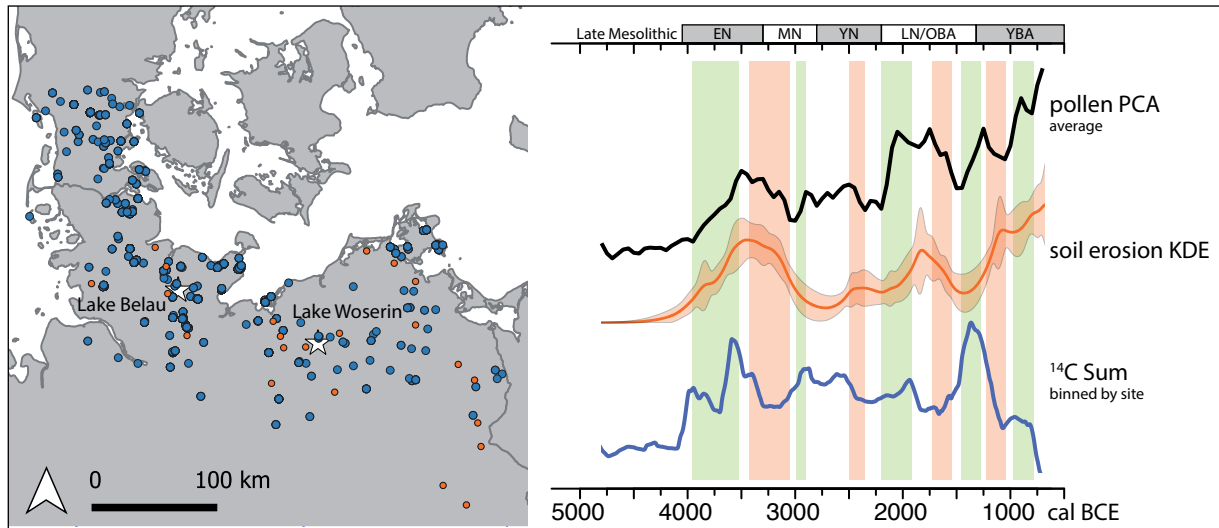 Lake Belau
Lake Woserin
0 100 km
Late Mesolithic EN MN YN LN/OBA YBA
pollen PCA
average
soil erosion KDE
¹⁴C Sum
binned by site
5000 4000 3000 2000 1000 cal BCE